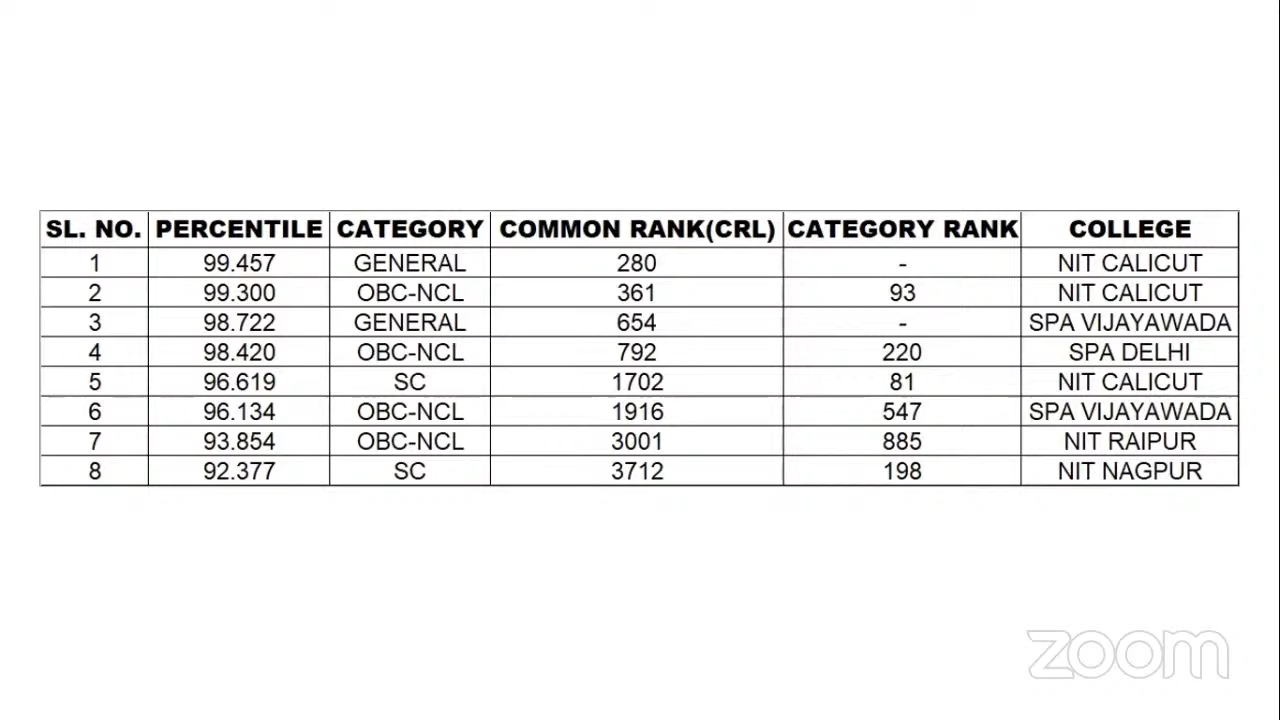 SL. NO. PERCENTILE CATEGORY COMMON RANK(CRL) CATEGORY RANK COLLEGE
1 99.457 GENERAL 280 - NIT CALICUT
2 99.300 OBC-NCL 361 93 NIT CALICUT
3 98.722 GENERAL 654 - SPA VIJAYAWADA
4 98.420 OBC-NCL 792 220 SPA DELHI
5 96.619 SC 1702 81 NIT CALICUT
6 96.134 OBC-NCL 1916 547 SPA VIJAYAWADA
7 93.854 OBC-NCL 3001 885 NIT RAIPUR
8 92.377 SC 3712 198 NIT NAGPUR
zoom